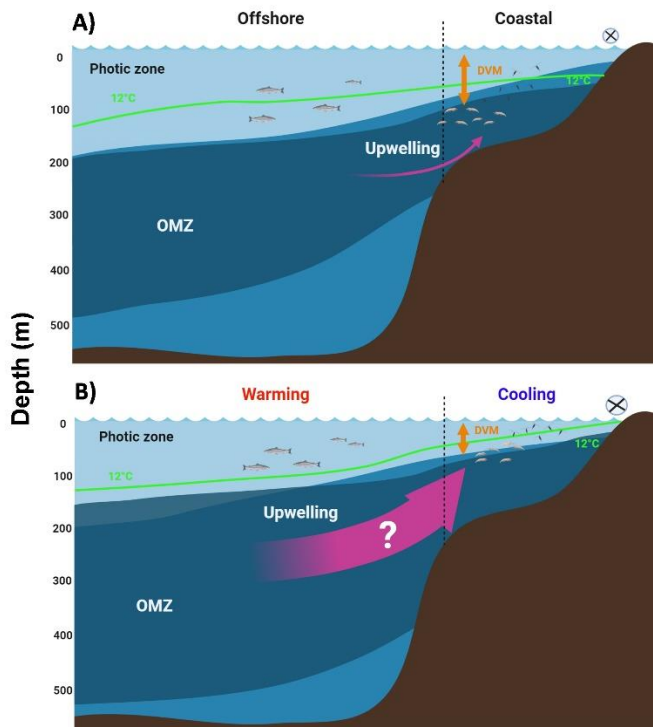 A)
Offshore
Coastal
0
Photic zone
DVM
12°C
12°C
100
Upwelling
200
OMZ
300
400
500
Depth (m)
B)
Warming
Cooling
0
Photic zone
DVM
12°C
12°C
100
Upwelling
200
?
300
OMZ
400
500